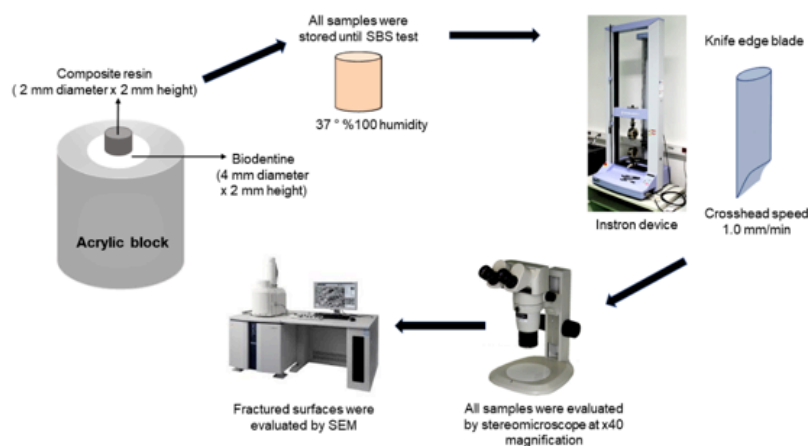 All samples were
stored until SBS test
Knife edge blade
Composite resin
( 2 mm diameter x 2 mm height)
37 ° %100 humidity
Biodentine
(4 mm diameter
x 2 mm height)
Acrylic block
Instron device
Crosshead speed
1.0 mm/min
Fractured surfaces were
evaluated by SEM
All samples were evaluated
by stereomicroscope at x40
magnification